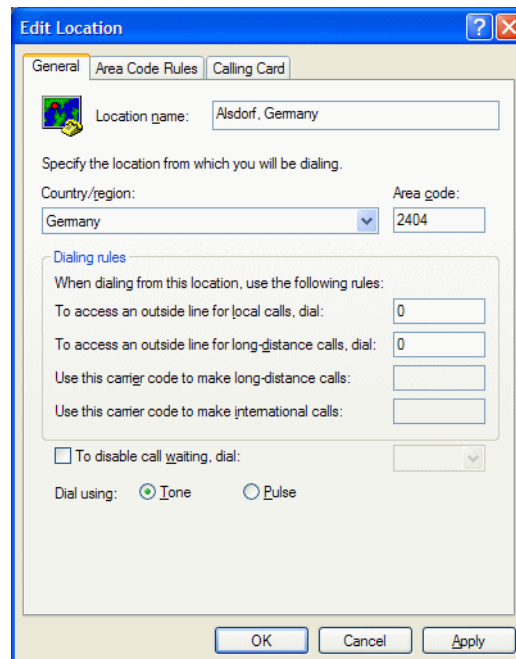 Edit Location
General Area Code Rules Calling Card
Location name: Alsdorf, Germany
Specify the location from which you will be dialing.
Country/region: Area code:
Germany 2404
Dialing rules
When dialing from this location, use the following rules:
To access an outside line for local calls, dial: 0
To access an outside line for long-distance calls, dial: 0
Use this carrier code to make long-distance calls:
Use this carrier code to make international calls:
To disable call waiting, dial:
Dial using: Tone Pulse
OK Cancel Apply